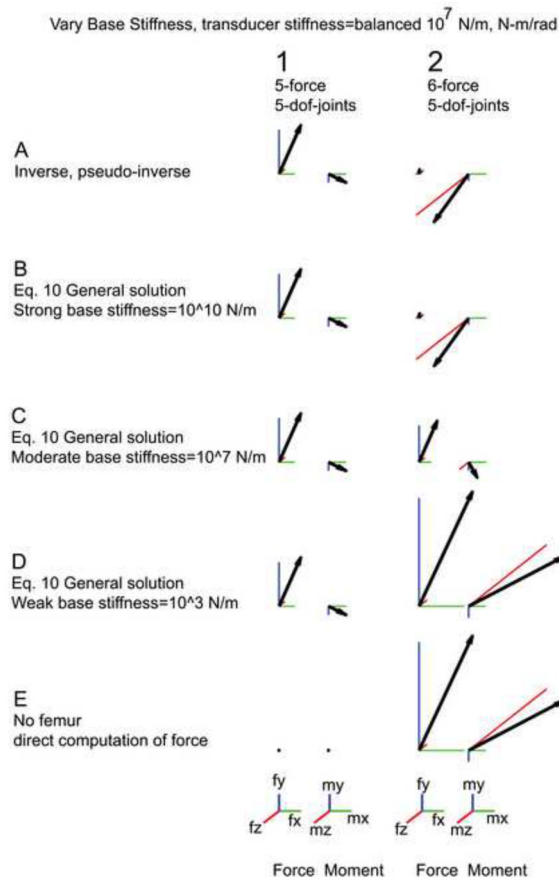 Vary Base Stiffness, transducer stiffness=balanced 10^7 N/m, N-m/rad
1 2
5-force 6-force
5-dof-joints 5-dof-joints
A
Inverse, pseudo-inverse
B
Eq. 10 General solution
Strong base stiffness=10^10 N/m
C
Eq. 10 General solution
Moderate base stiffness=10^7 N/m
D
Eq. 10 General solution
Weak base stiffness=10^3 N/m
E
No femur
direct computation of force
fy my fy my
fx mx fx mx
fz mz fz mz
Force Moment Force Moment